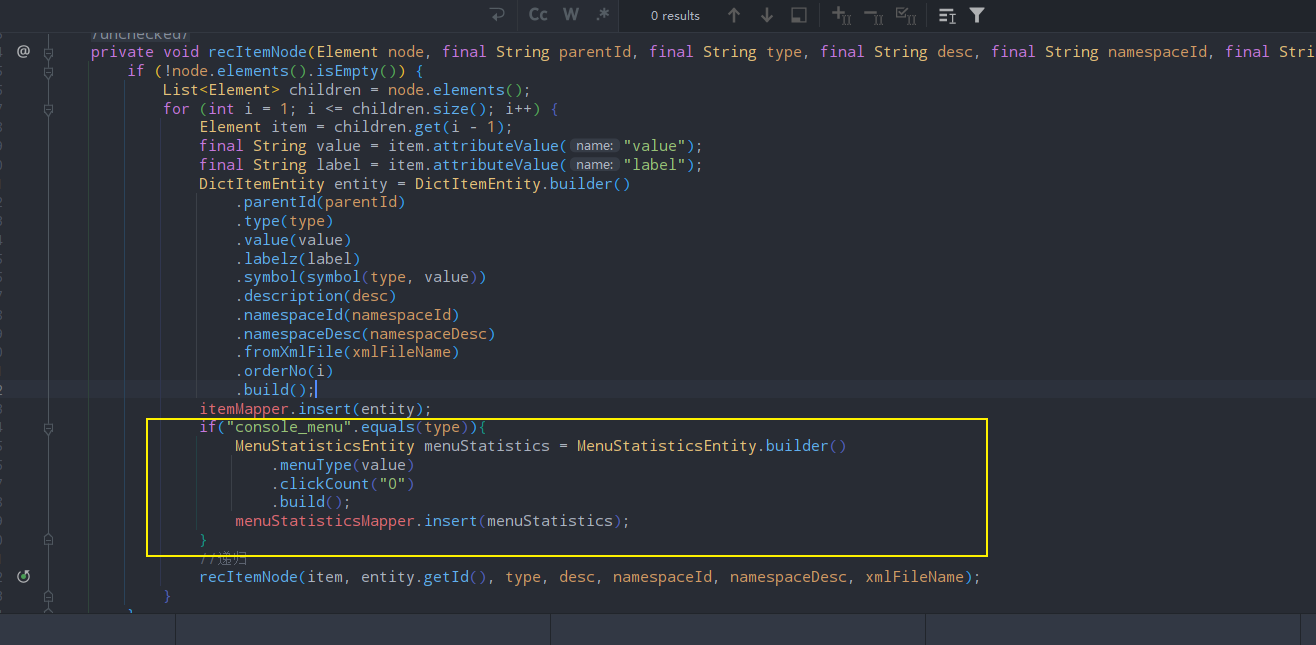 Cc W .* 0 results
/unchecked/
@ private void recItemNode(Element node, final String parentId, final String type, final String desc, final String namespaceId, final Stri
if (!node.elements().isEmpty()) {
List<Element> children = node.elements();
for (int i = 1; i <= children.size(); i++) {
Element item = children.get(i - 1);
final String value = item.attributeValue( name: "value");
final String label = item.attributeValue( name: "label");
DictItemEntity entity = DictItemEntity.builder()
.parentId(parentId)
.type(type)
.value(value)
.labelz(label)
.symbol(symbol(type, value))
.description(desc)
.namespaceId(namespaceId)
.namespaceDesc(namespaceDesc)
.fromXmlFile(xmlFileName)
.orderNo(i)
.build();
itemMapper.insert(entity);
if("console_menu".equals(type)){
MenuStatisticsEntity menuStatistics = MenuStatisticsEntity.builder()
.menuType(value)
.clickCount("0")
.build();
menuStatisticsMapper.insert(menuStatistics);
}
//递归
recItemNode(item, entity.getId(), type, desc, namespaceId, namespaceDesc, xmlFileName);
}